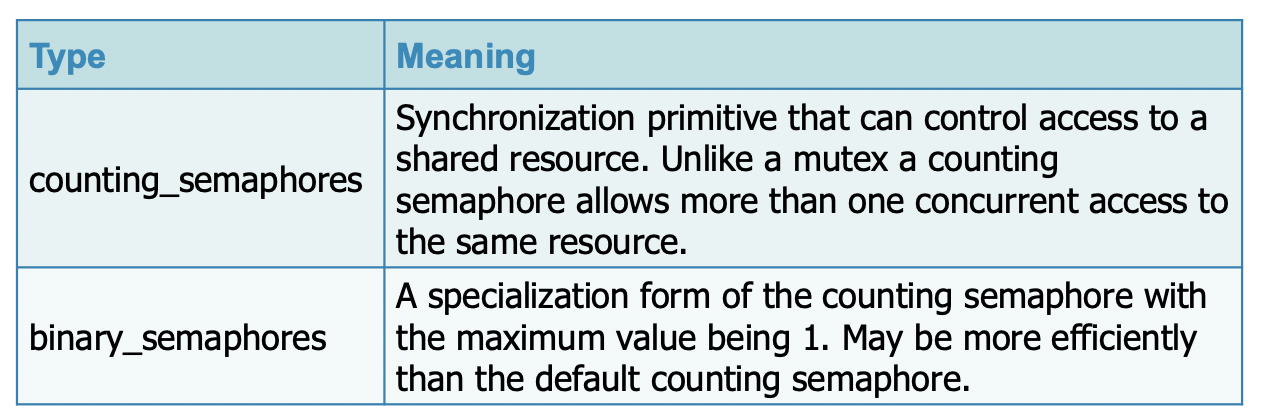 Type
Meaning
counting_semaphores
Synchronization primitive that can control access to a
shared resource. Unlike a mutex a counting
semaphore allows more than one concurrent access to
the same resource.
binary_semaphores
A specialization form of the counting semaphore with
the maximum value being 1. May be more efficiently
than the default counting semaphore.